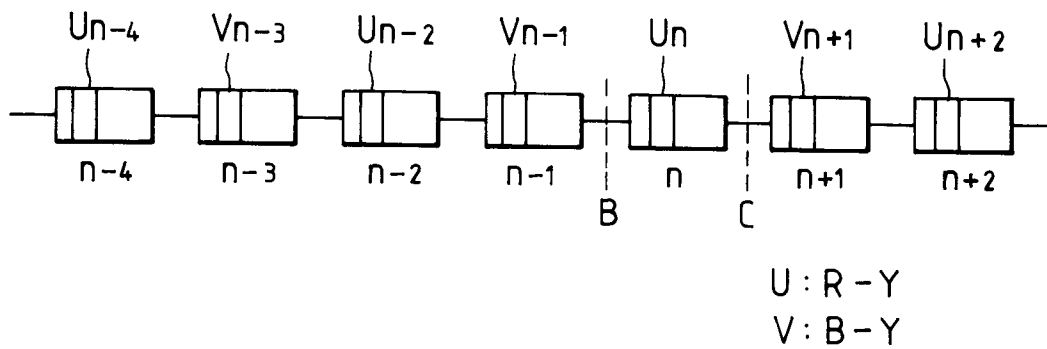 Un-4 Vn-3 Un-2 Vn-1 Un Vn+1 Un+2
n-4 n-3 n-2 n-1 n n+1 n+2
B C
U : R - Y
V : B - Y